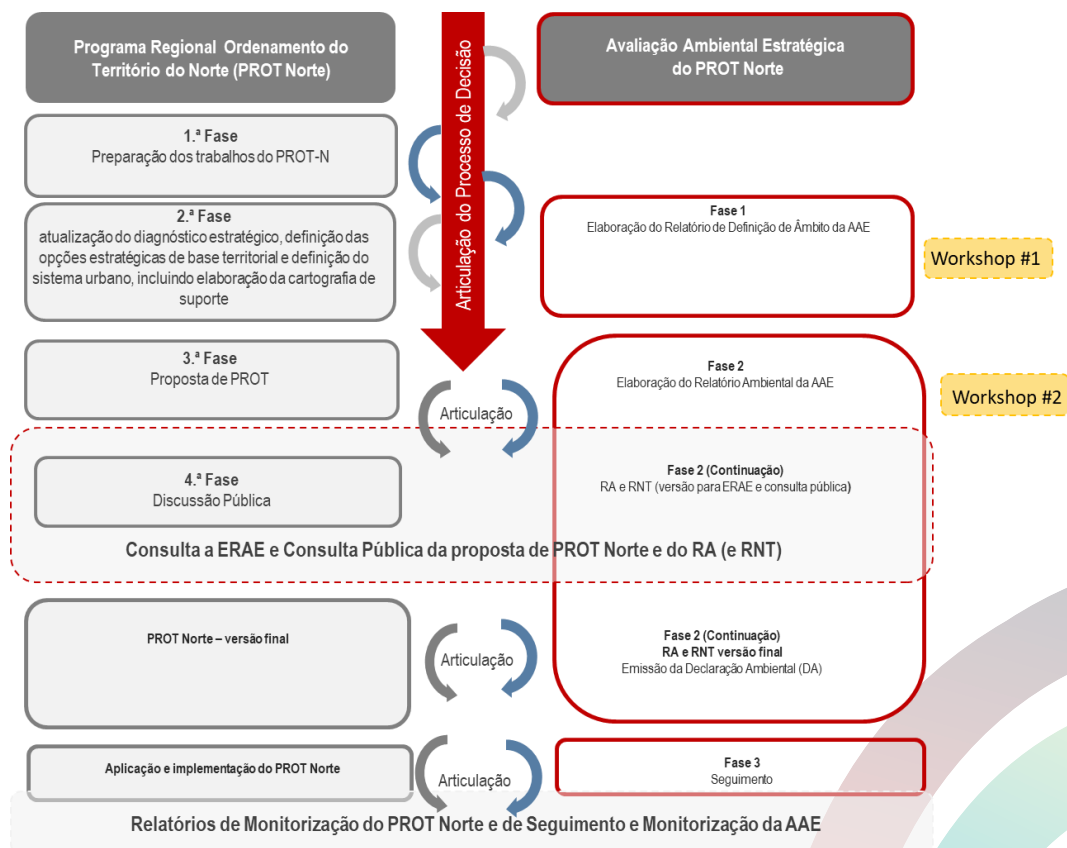 Programa Regional Ordenamento do
Território do Norte (PROT Norte)
Avaliação Ambiental Estratégica
do PROT Norte
Articulação do Processo de Decisão
1.ª Fase
Preparação dos trabalhos do PROT-N
2.ª Fase
atualização do diagnóstico estratégico, definição das
opções estratégicas de base territorial e definição do
sistema urbano, incluindo elaboração da cartografia de
suporte
Fase 1
Elaboração do Relatório de Definição de Âmbito da AAE
Workshop #1
3.ª Fase
Proposta de PROT
Articulação
Fase 2
Elaboração do Relatório Ambiental da AAE
Workshop #2
4.ª Fase
Discussão Pública
Fase 2 (Continuação)
RA e RNT (versão para ERAE e consulta pública)
Consulta a ERAE e Consulta Pública da proposta de PROT Norte e do RA (e RNT)
PROT Norte – versão final
Articulação
Fase 2 (Continuação)
RA e RNT versão final
Emissão da Declaração Ambiental (DA)
Aplicação e implementação do PROT Norte
Articulação
Fase 3
Seguimento
Relatórios de Monitorização do PROT Norte e de Seguimento e Monitorização da AAE